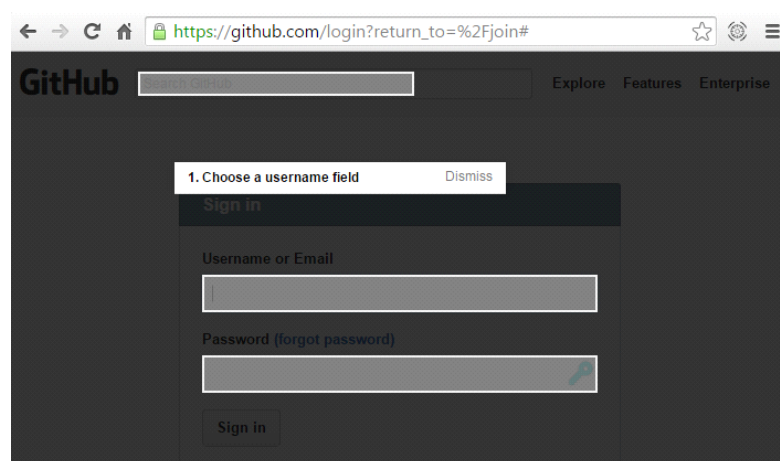 https://github.com/login?return_to=%2Fjoin#
GitHub Search GitHub Explore Features Enterprise
1. Choose a username field Dismiss
Sign in
Username or Email
Password (forgot password)
Sign in